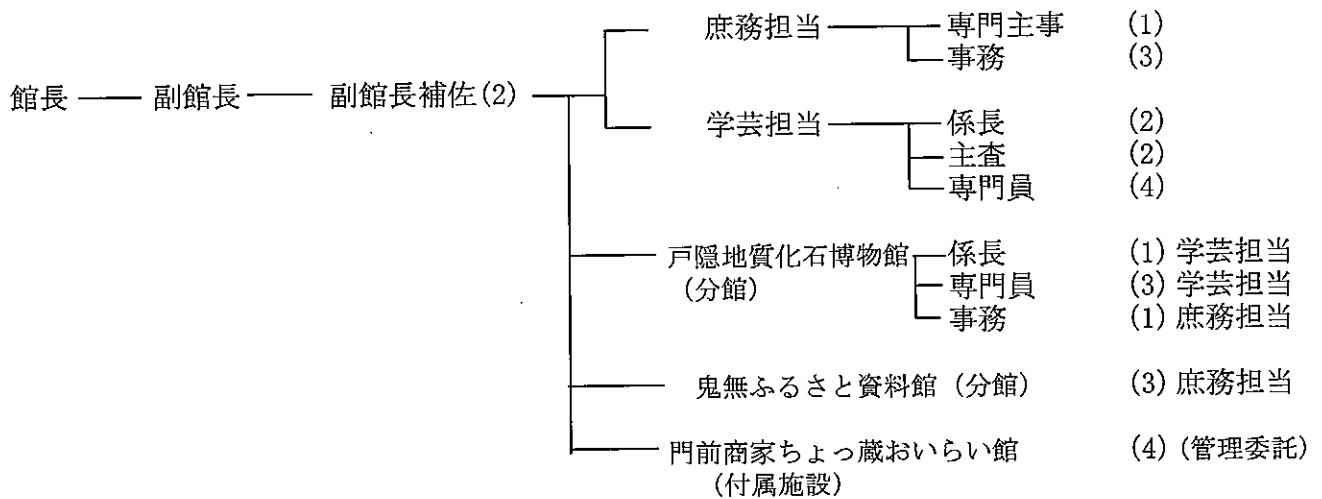 庶務担当 専門主事 (1)
事務 (3)
館長 副館長 副館長補佐(2)
学芸担当 係長 (2)
主査 (2)
専門員 (4)
戸隠地質化石博物館 係長 (1) 学芸担当
(分館) 専門員 (3) 学芸担当
事務 (1) 庶務担当
鬼無ふるさと資料館 (分館) (3) 庶務担当
門前商家ちょっ蔵おいらい館 (4) (管理委託)
(付属施設)